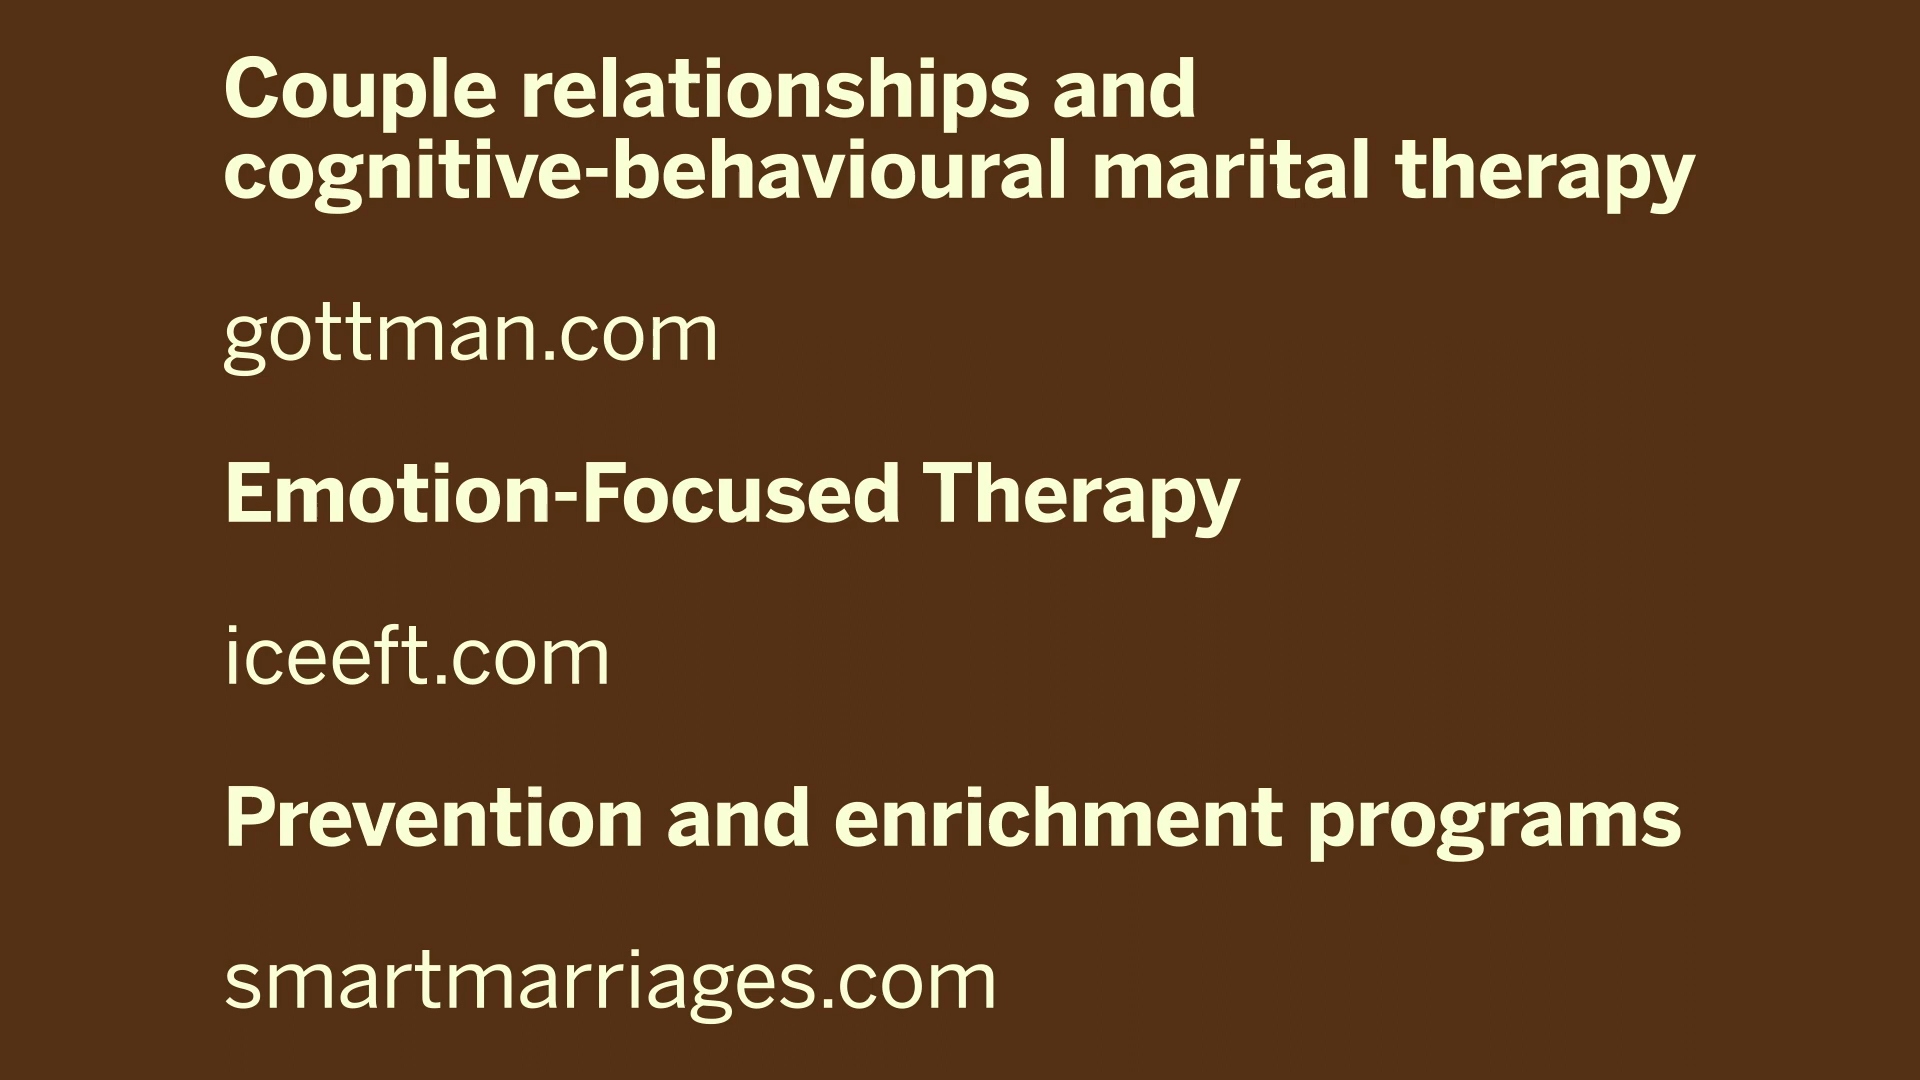 Couple relationships and
cognitive-behavioural marital therapy
gottman.com
Emotion-Focused Therapy
iceeft.com
Prevention and enrichment programs
smartmarriages.com